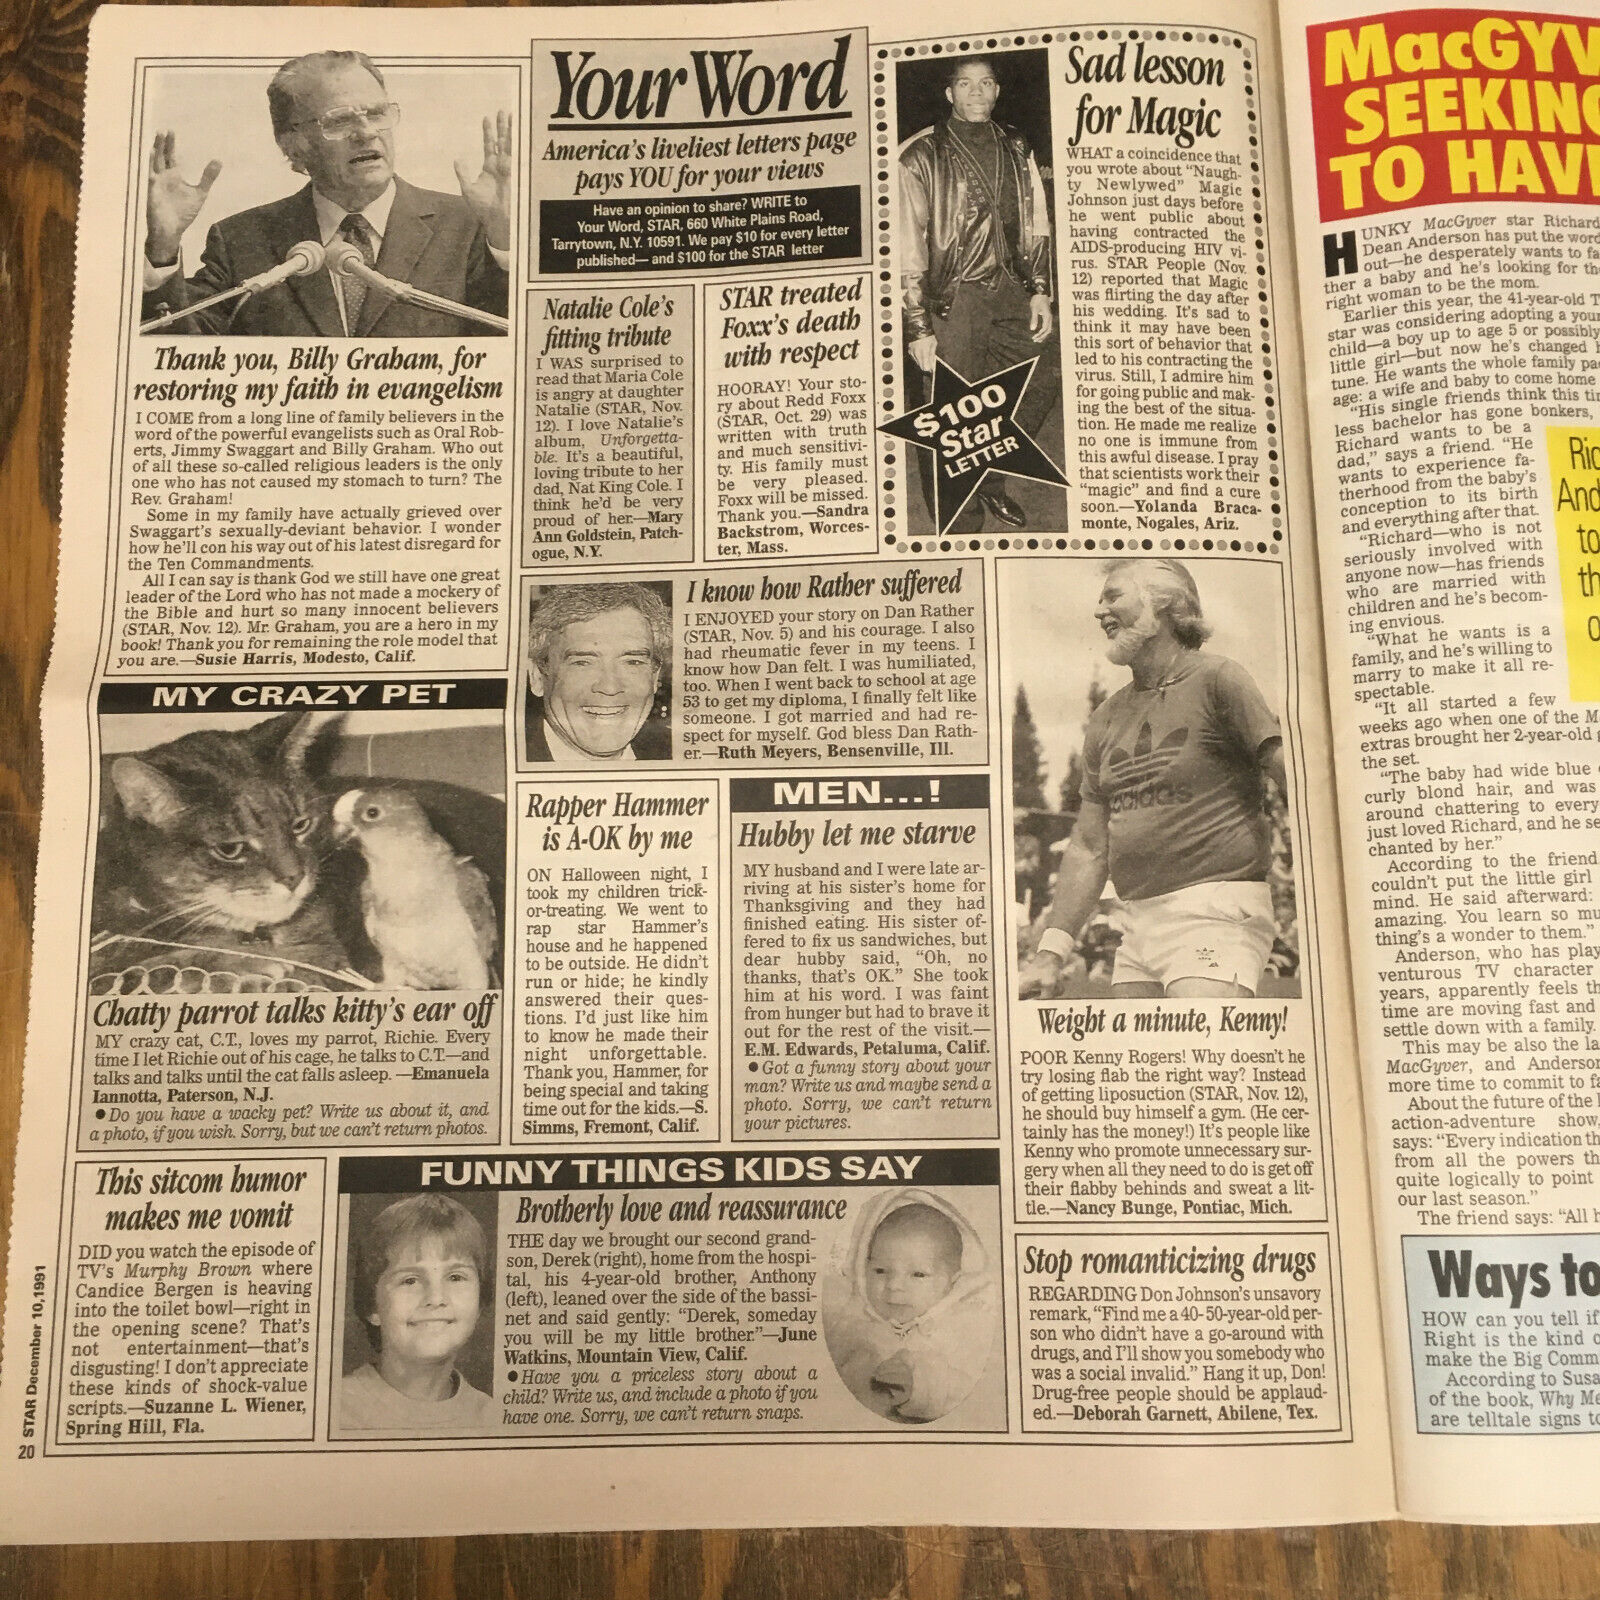 Your Word
America's liveliest letters page
pays YOU for your views
Have an opinion to share? WRITE to
Your Word, STAR, 660 White Plains Road,
Tarrytown, N.Y. 10591. We pay $10 for every letter
published— and $100 for the STAR letter
Thank you, Billy Graham, for
restoring my faith in evangelism
I COME from a long line of family believers in the
word of the powerful evangelists such as Oral Rob-
erts, Jimmy Swaggart and Billy Graham. Who out
of all these so-called religious leaders is the only
one who has not caused my stomach to turn? The
Rev. Graham!
Some in my family have actually grieved over
Swaggart's sexually-deviant behavior. I wonder
how he'll con his way out of his latest disregard for
the Ten Commandments.
All I can say is thank God we still have one great
leader of the Lord who has not made a mockery of
the Bible and hurt so many innocent believers
(STAR, Nov. 12). Mr. Graham, you are a hero in my
book! Thank you for remaining the role model that
you are.—Susie Harris, Modesto, Calif.
Natalie Cole's
fitting tribute
I WAS surprised to
read that Maria Cole
is angry at daughter
Natalie (STAR, Nov.
12). I love Natalie's
album, Unforgetta-
ble. It's a beautiful,
loving tribute to her
dad, Nat King Cole. I
think he'd be very
proud of her.—Mary
Ann Goldstein, Patch-
ogue, N.Y.
STAR treated
Foxx's death
with respect
HOORAY! Your sto-
ry about Redd Foxx
(STAR, Oct. 29) was
written with truth
and much sensitivi-
ty. His family must
be very pleased.
Foxx will be missed.
Thank you.—Sandra
Backstrom, Worces-
ter, Mass.
Sad lesson
for Magic
WHAT a coincidence that
you wrote about "Naugh-
ty Newlywed" Magic
Johnson just days before
he went public about
having contracted the
AIDS-producing HIV vi-
rus. STAR People (Nov.
12) reported that Magic
was flirting the day after
his wedding. It's sad to
think it may have been
this sort of behavior that
led to his contracting the
virus. Still, I admire him
for going public and mak-
ing the best of the situa-
tion. He made me realize
no one is immune from
this awful disease. I pray
that scientists work their
"magic" and find a cure
soon.—Yolanda Braca-
monte, Nogales, Ariz.
$100
Star
LETTER
I know how Rather suffered
I ENJOYED your story on Dan Rather
(STAR, Nov. 5) and his courage. I also
had rheumatic fever in my teens. I
know how Dan felt. I was humiliated,
too. When I went back to school at age
53 to get my diploma, I finally felt like
someone. I got married and had re-
spect for myself. God bless Dan Rath-
er.—Ruth Meyers, Bensenville, Ill.
MY CRAZY PET
Chatty parrot talks kitty's ear off
MY crazy cat, C.T., loves my parrot, Richie. Every
time I let Richie out of his cage, he talks to C.T.—and
talks and talks until the cat falls asleep. —Emanuela
Iannotta, Paterson, N.J.
● Do you have a wacky pet? Write us about it, and
a photo, if you wish. Sorry, but we can't return photos.
Rapper Hammer
is A-OK by me
ON Halloween night, I
took my children trick-
or-treating. We went to
rap star Hammer's
house and he happened
to be outside. He didn't
run or hide; he kindly
answered their ques-
tions. I'd just like him
to know he made their
night unforgettable.
Thank you, Hammer, for
being special and taking
time out for the kids.—S.
Simms, Fremont, Calif.
MEN...!
Hubby let me starve
MY husband and I were late ar-
riving at his sister's home for
Thanksgiving and they had
finished eating. His sister of-
fered to fix us sandwiches, but
dear hubby said, "Oh, no
thanks, that's OK." She took
him at his word. I was faint
from hunger but had to brave it
out for the rest of the visit.—
E.M. Edwards, Petaluma, Calif.
● Got a funny story about your
man? Write us and maybe send a
photo. Sorry, we can't return
your pictures.
adidas
Weight a minute, Kenny!
POOR Kenny Rogers! Why doesn't he
try losing flab the right way? Instead
of getting liposuction (STAR, Nov. 12),
he should buy himself a gym. (He cer-
tainly has the money!) It's people like
Kenny who promote unnecessary sur-
gery when all they need to do is get off
their flabby behinds and sweat a lit-
tle.—Nancy Bunge, Pontiac, Mich.
This sitcom humor
makes me vomit
DID you watch the episode of
TV's Murphy Brown where
Candice Bergen is heaving
into the toilet bowl—right in
the opening scene? That's
not entertainment—that's
disgusting! I don't appreciate
these kinds of shock-value
scripts.—Suzanne L. Wiener,
Spring Hill, Fla.
FUNNY THINGS KIDS SAY
Brotherly love and reassurance
THE day we brought our second grand-
son, Derek (right), home from the hospi-
tal, his 4-year-old brother, Anthony
(left), leaned over the side of the bassi-
net and said gently: "Derek, someday
you will be my little brother."—June
Watkins, Mountain View, Calif.
● Have you a priceless story about a
child? Write us, and include a photo if you
have one. Sorry, we can't return snaps.
Stop romanticizing drugs
REGARDING Don Johnson's unsavory
remark, "Find me a 40-50-year-old per-
son who didn't have a go-around with
drugs, and I'll show you somebody who
was a social invalid." Hang it up, Don!
Drug-free people should be applaud-
ed.—Deborah Garnett, Abilene, Tex.
STAR December 10, 1991
20
MacGYV
SEEKING
TO HAV
HUNKY MacGyver star Richard
Dean Anderson has put the word
out—he desperately wants to fa
ther a baby and he's looking for the
right woman to be the mom.
Earlier this year, the 41-year-old T
star was considering adopting a your
child—a boy up to age 5 or possibly
little girl—but now he's changed h
tune. He wants the whole family pa
age: a wife and baby to come home
"His single friends think this tim
less bachelor has gone bonkers,
Richard wants to be a
dad," says a friend. "He
wants to experience fa-
therhood from the baby's
conception to its birth
and everything after that.
"Richard—who is not
seriously involved with
anyone now—has friends
who are married with
children and he's becom-
ing envious.
"What he wants is a
family, and he's willing to
marry to make it all re-
spectable.
"It all started a few
weeks ago when one of the M
extras brought her 2-year-old
the set.
"The baby had wide blue
curly blond hair, and was
around chattering to every
just loved Richard, and he se
chanted by her."
According to the friend
couldn't put the little girl
mind. He said afterward:
amazing. You learn so mu
thing's a wonder to them."
Anderson, who has play
venturous TV character
years, apparently feels th
time are moving fast and
settle down with a family.
This may be also the la
MacGyver, and Anderson
more time to commit to fa
About the future of the
action-adventure show,
says: "Every indication th
from all the powers th
quite logically to point
our last season."
The friend says: "All h
Ric
And
to
th
o
Ways to
HOW can you tell if
Right is the kind o
make the Big Comm
According to Susa
of the book, Why Me
are telltale signs to